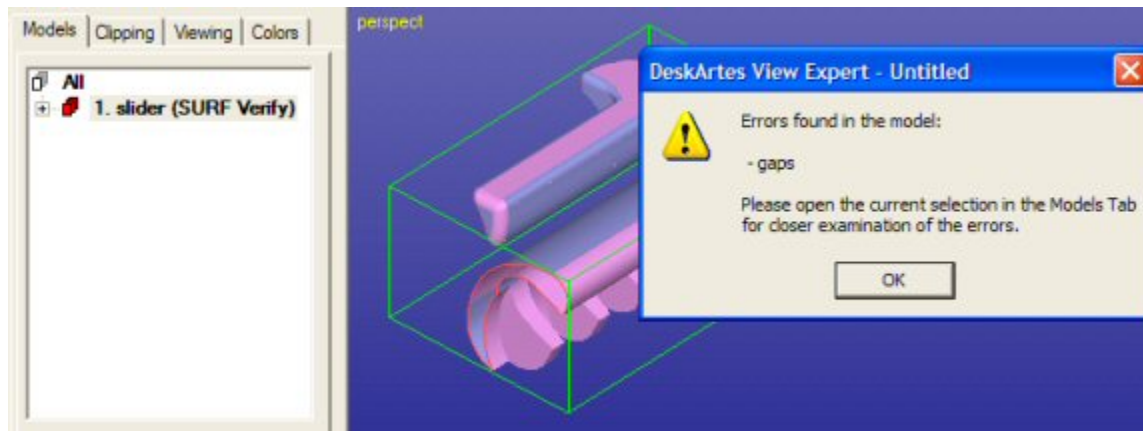 Models Clipping Viewing Colors
All
1. slider (SURF Verify)
perspect
DeskArtes View Expert - Untitled
Errors found in the model:
- gaps
Please open the current selection in the Models Tab
for closer examination of the errors.
OK